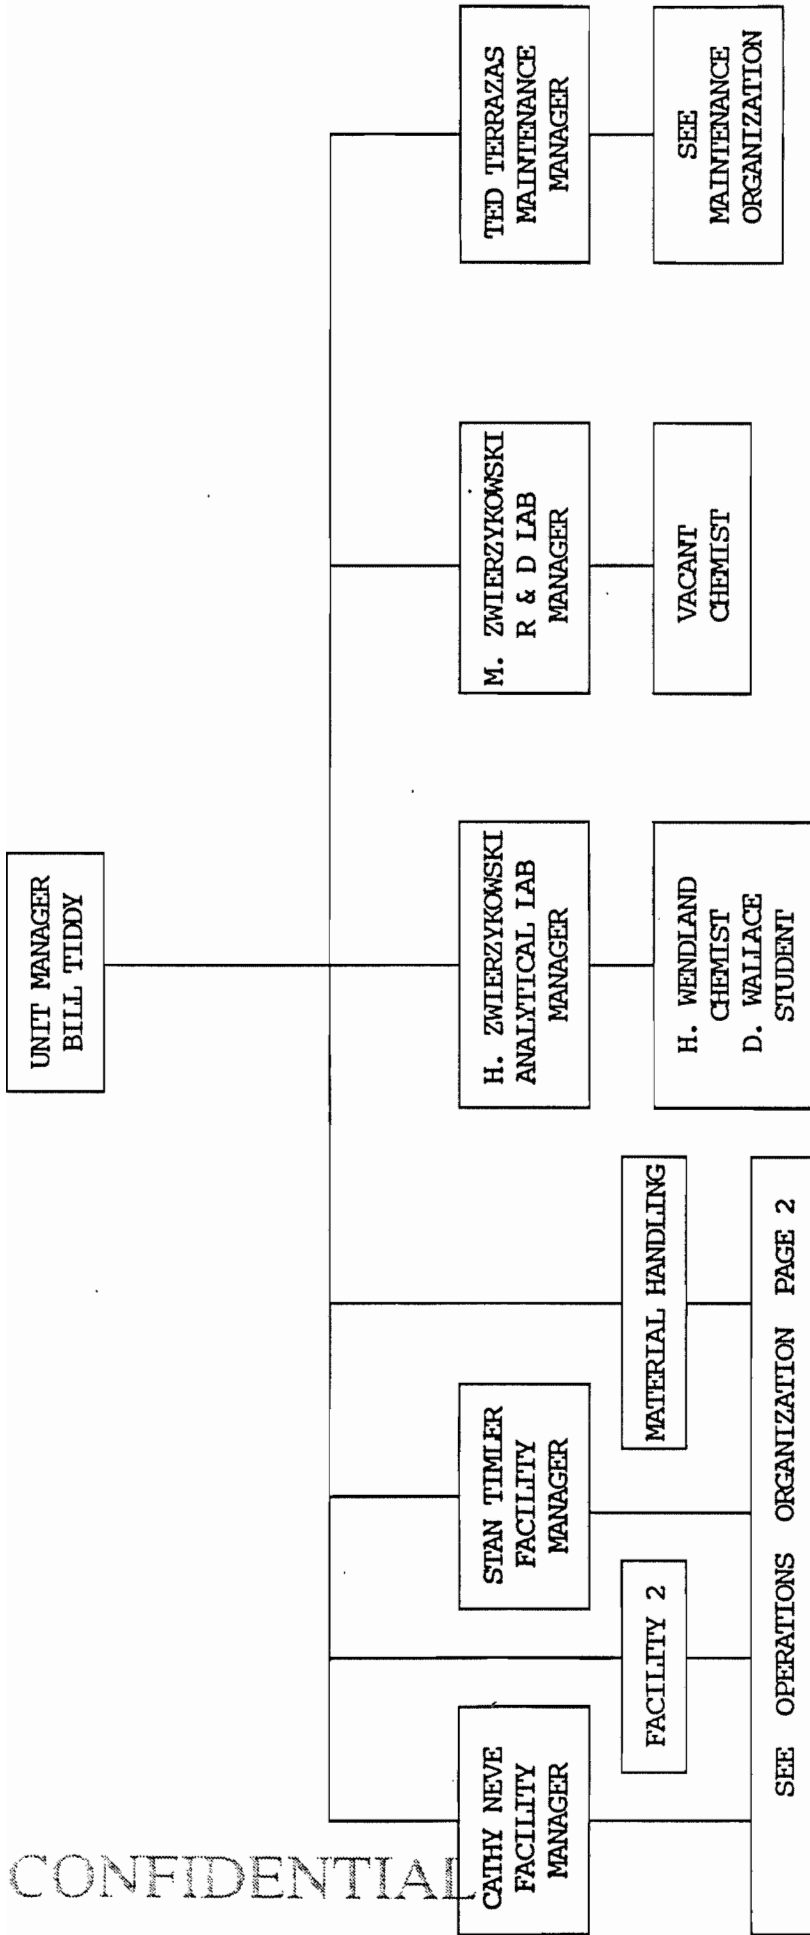 UNIT MANAGER
BILL TIDDY
CATHY NEVE
FACILITY
MANAGER
FACILITY 2
STAN TIMLER
FACILITY
MANAGER
MATERIAL HANDLING
SEE OPERATIONS ORGANIZATION PAGE 2
H. ZWIERZYKOWSKI
ANALYTICAL LAB
MANAGER
H. WENDLAND
CHEMIST
D. WALLACE
STUDENT
M. ZWIERZYKOWSKI
R & D LAB
MANAGER
VACANT
CHEMIST
TED TERRAZAS
MAINTENANCE
MANAGER
SEE
MAINTENANCE
ORGANIZATION
CONFIDENTIAL